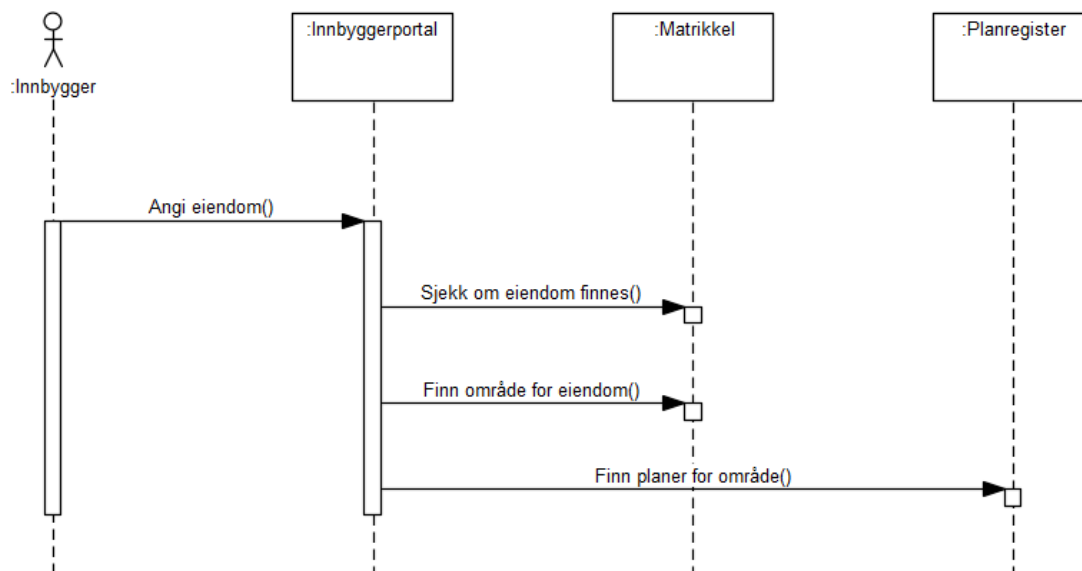 :Innbygger
:Innbyggerportal
:Matrikkel
:Planregister
Angi eiendom()
Sjekk om eiendom finnes()
Finn område for eiendom()
Finn planer for område()